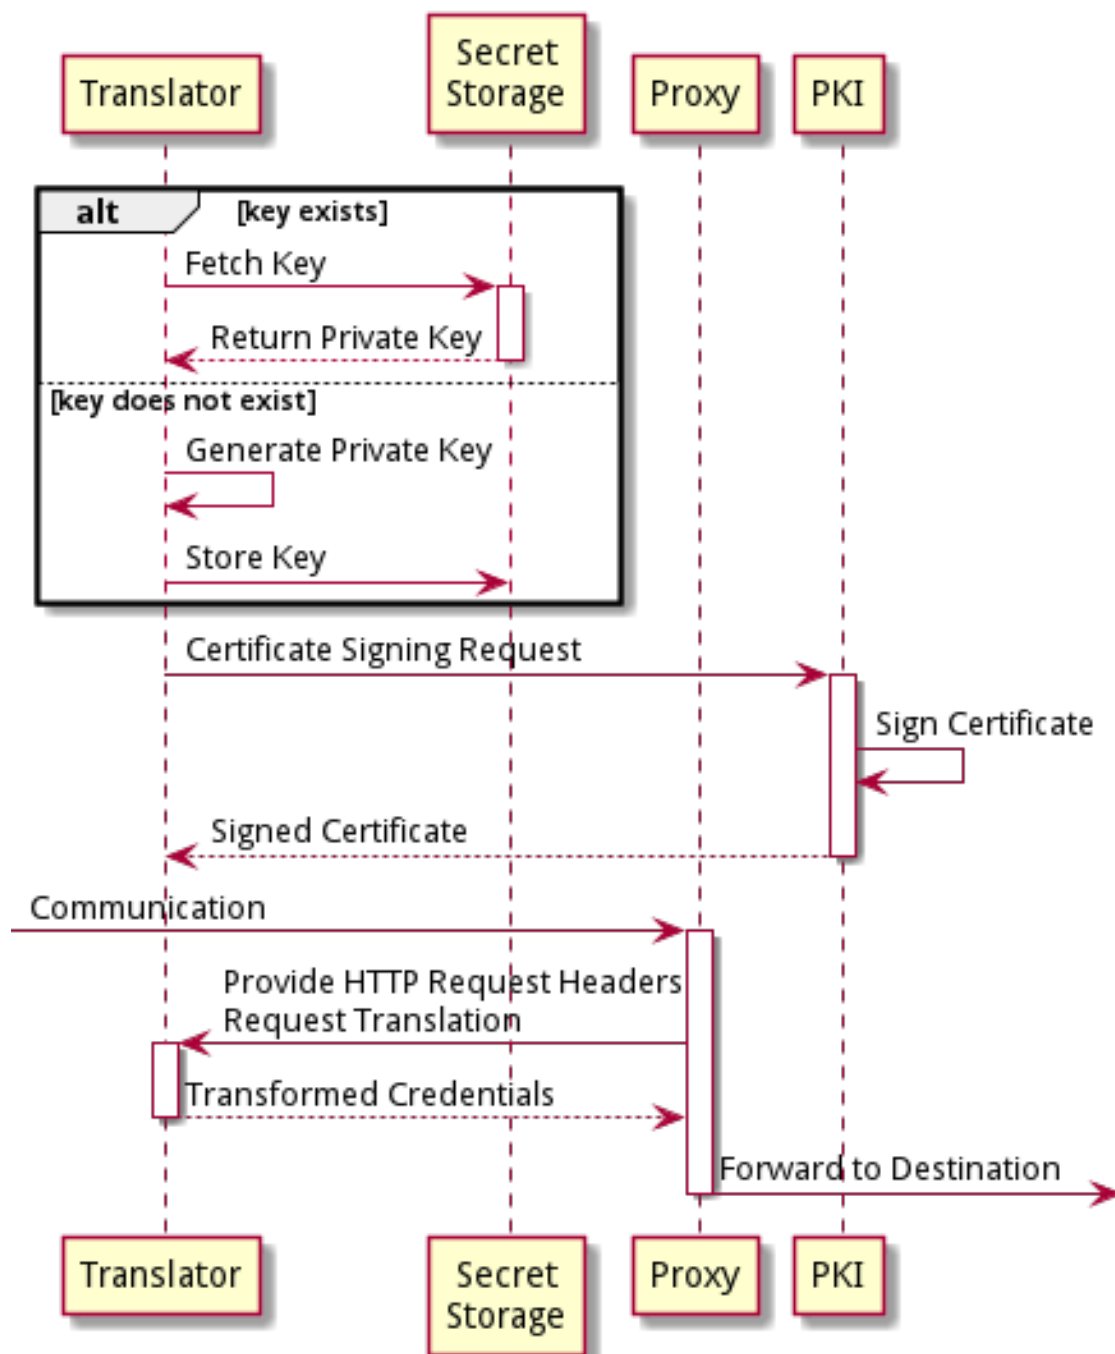 Translator
Secret
Storage
Proxy
PKI
alt
[key exists]
Fetch Key
Return Private Key
[key does not exist]
Generate Private Key
Store Key
Certificate Signing Request
Sign Certificate
Signed Certificate
Communication
Provide HTTP Request Headers
Request Translation
Transformed Credentials
Forward to Destination
Translator
Secret
Storage
Proxy
PKI